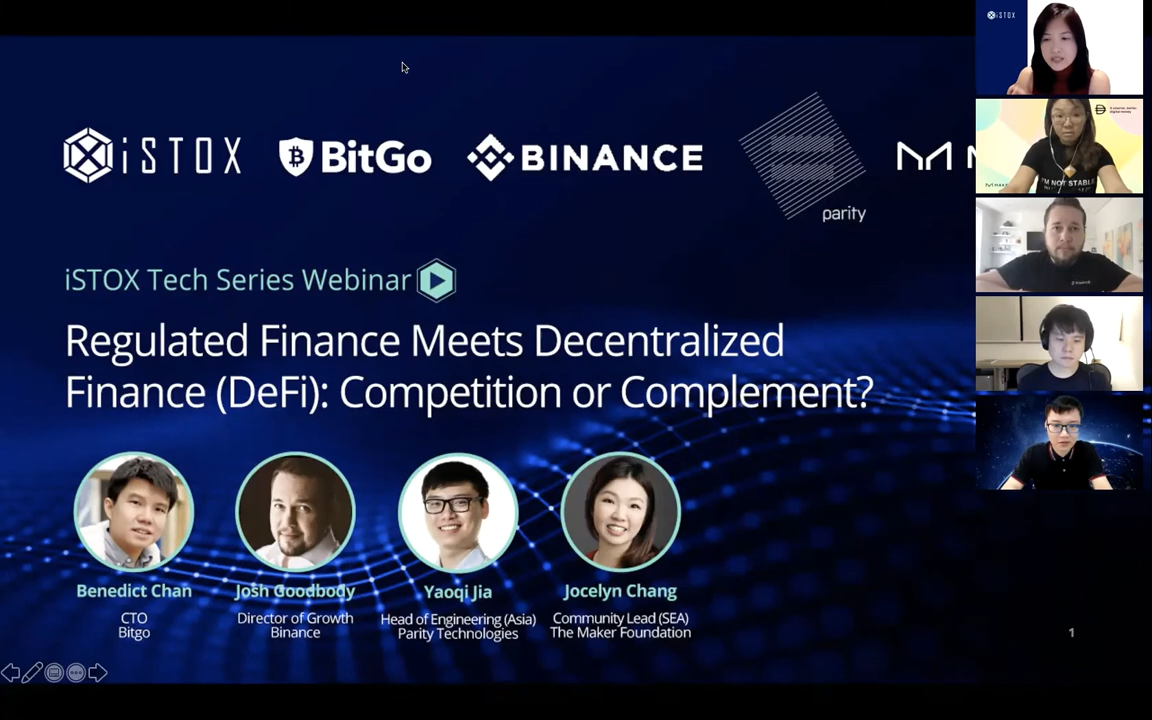 iSTOX
BitGo
BINANCE
parity
iSTOX Tech Series Webinar
Regulated Finance Meets Decentralized
Finance (DeFi): Competition or Complement?
Benedict Chan
CTO
Bitgo
Josh Goodbody
Director of Growth
Binance
Yaoqi Jia
Head of Engineering (Asia)
Parity Technologies
Jocelyn Chang
Community Lead (SEA)
The Maker Foundation
1
iSTOX
I'M NOT STABLE